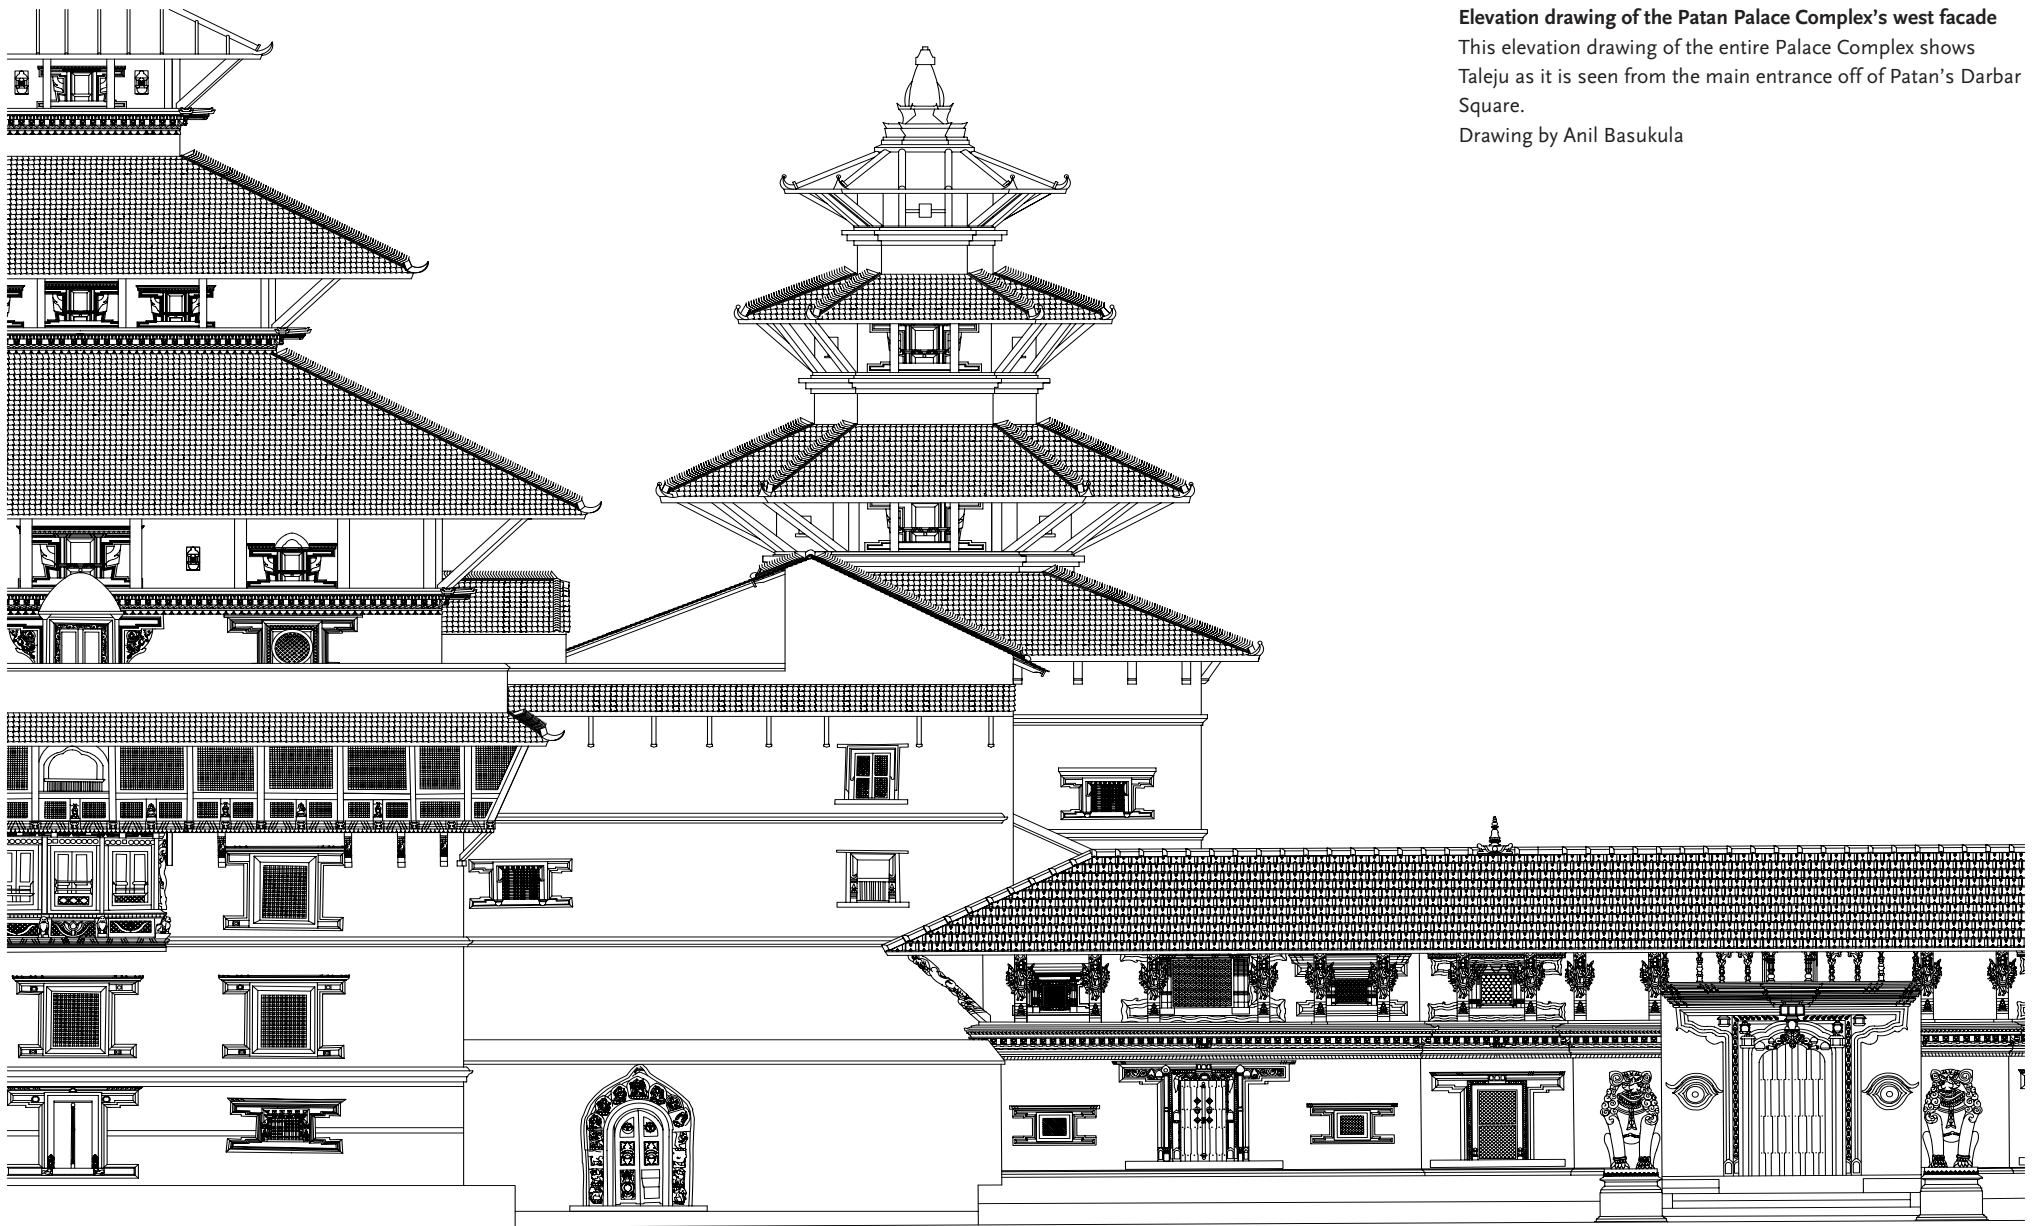 Elevation drawing of the Patan Palace Complex’s west facade
This elevation drawing of the entire Palace Complex shows
Taleju as it is seen from the main entrance off of Patan’s Darbar
Square.
Drawing by Anil Basukula